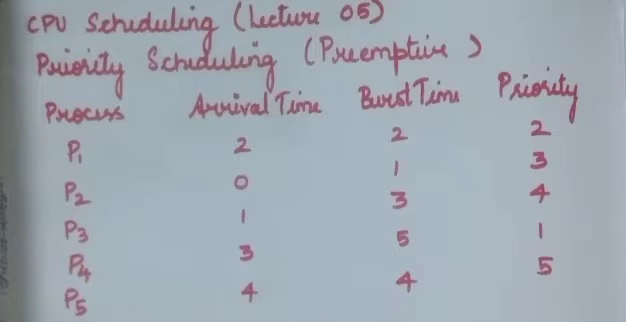 CPU Scheduling (Lecture 05)
Priority Scheduling (Preemptive)
Process Arrival Time Burst Time Priority
P1 2 2 2
P2 0 1 3
P3 1 3 4
P4 3 5 1
P5 4 4 5